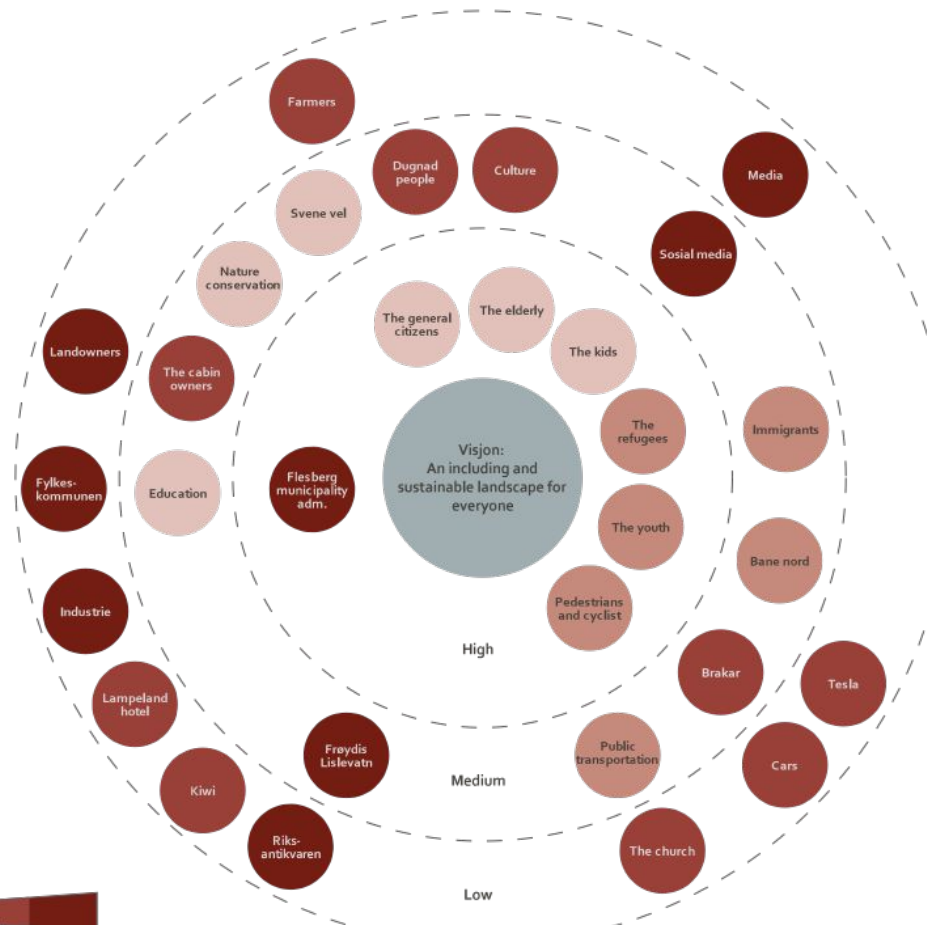 Farmers
Dugnad
people
Culture
Media
Svene vel
Sosial media
Nature
conservation
The general
citizens
The elderly
The kids
Landowners
The cabin
owners
The
refugees
Immigrants
Visjon:
An including and
sustainable landscape for
everyone
Fylkes-
kommunen
Education
Flesberg
municipality
adm.
The youth
Bane nord
Industrie
Pedestrians
and cyclist
High
Lampeland
hotel
Brakar
Tesla
Frøydis
Lislevatn
Public
transportation
Medium
Cars
Kiwi
Riks-
antikvaren
The church
Low